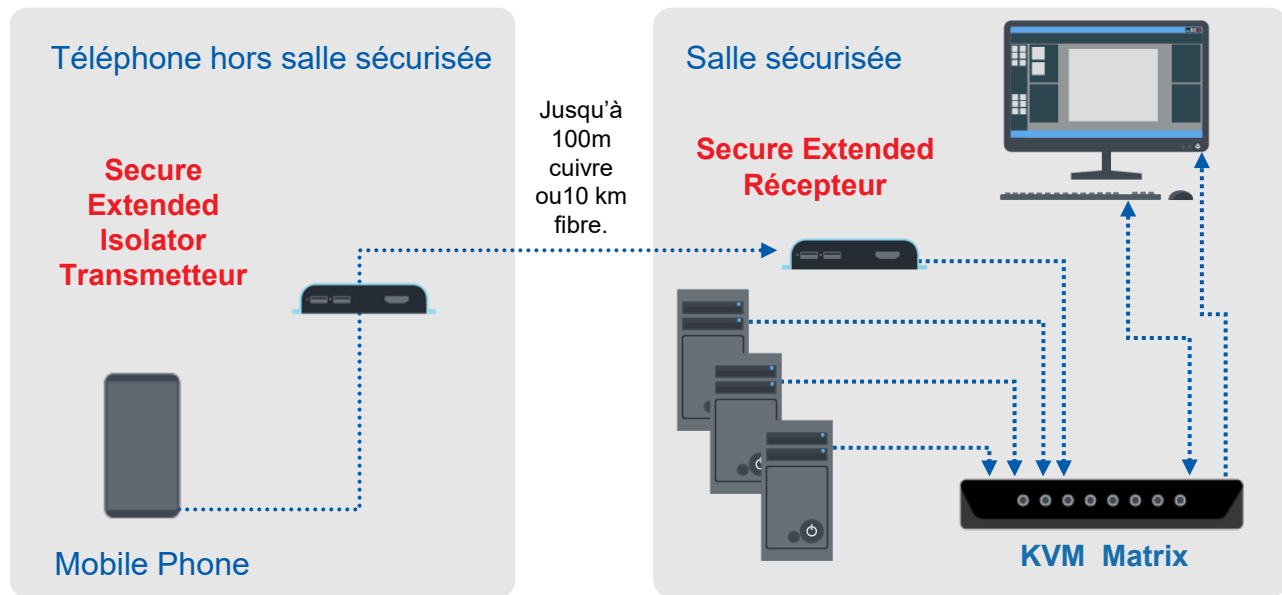 Téléphone hors salle sécurisée
Secure
Extended
Isolator
Transmetteur
Mobile Phone
Jusqu'à
100m
cuivre
ou10 km
fibre.
Salle sécurisée
Secure Extended
Récepteur
KVM Matrix